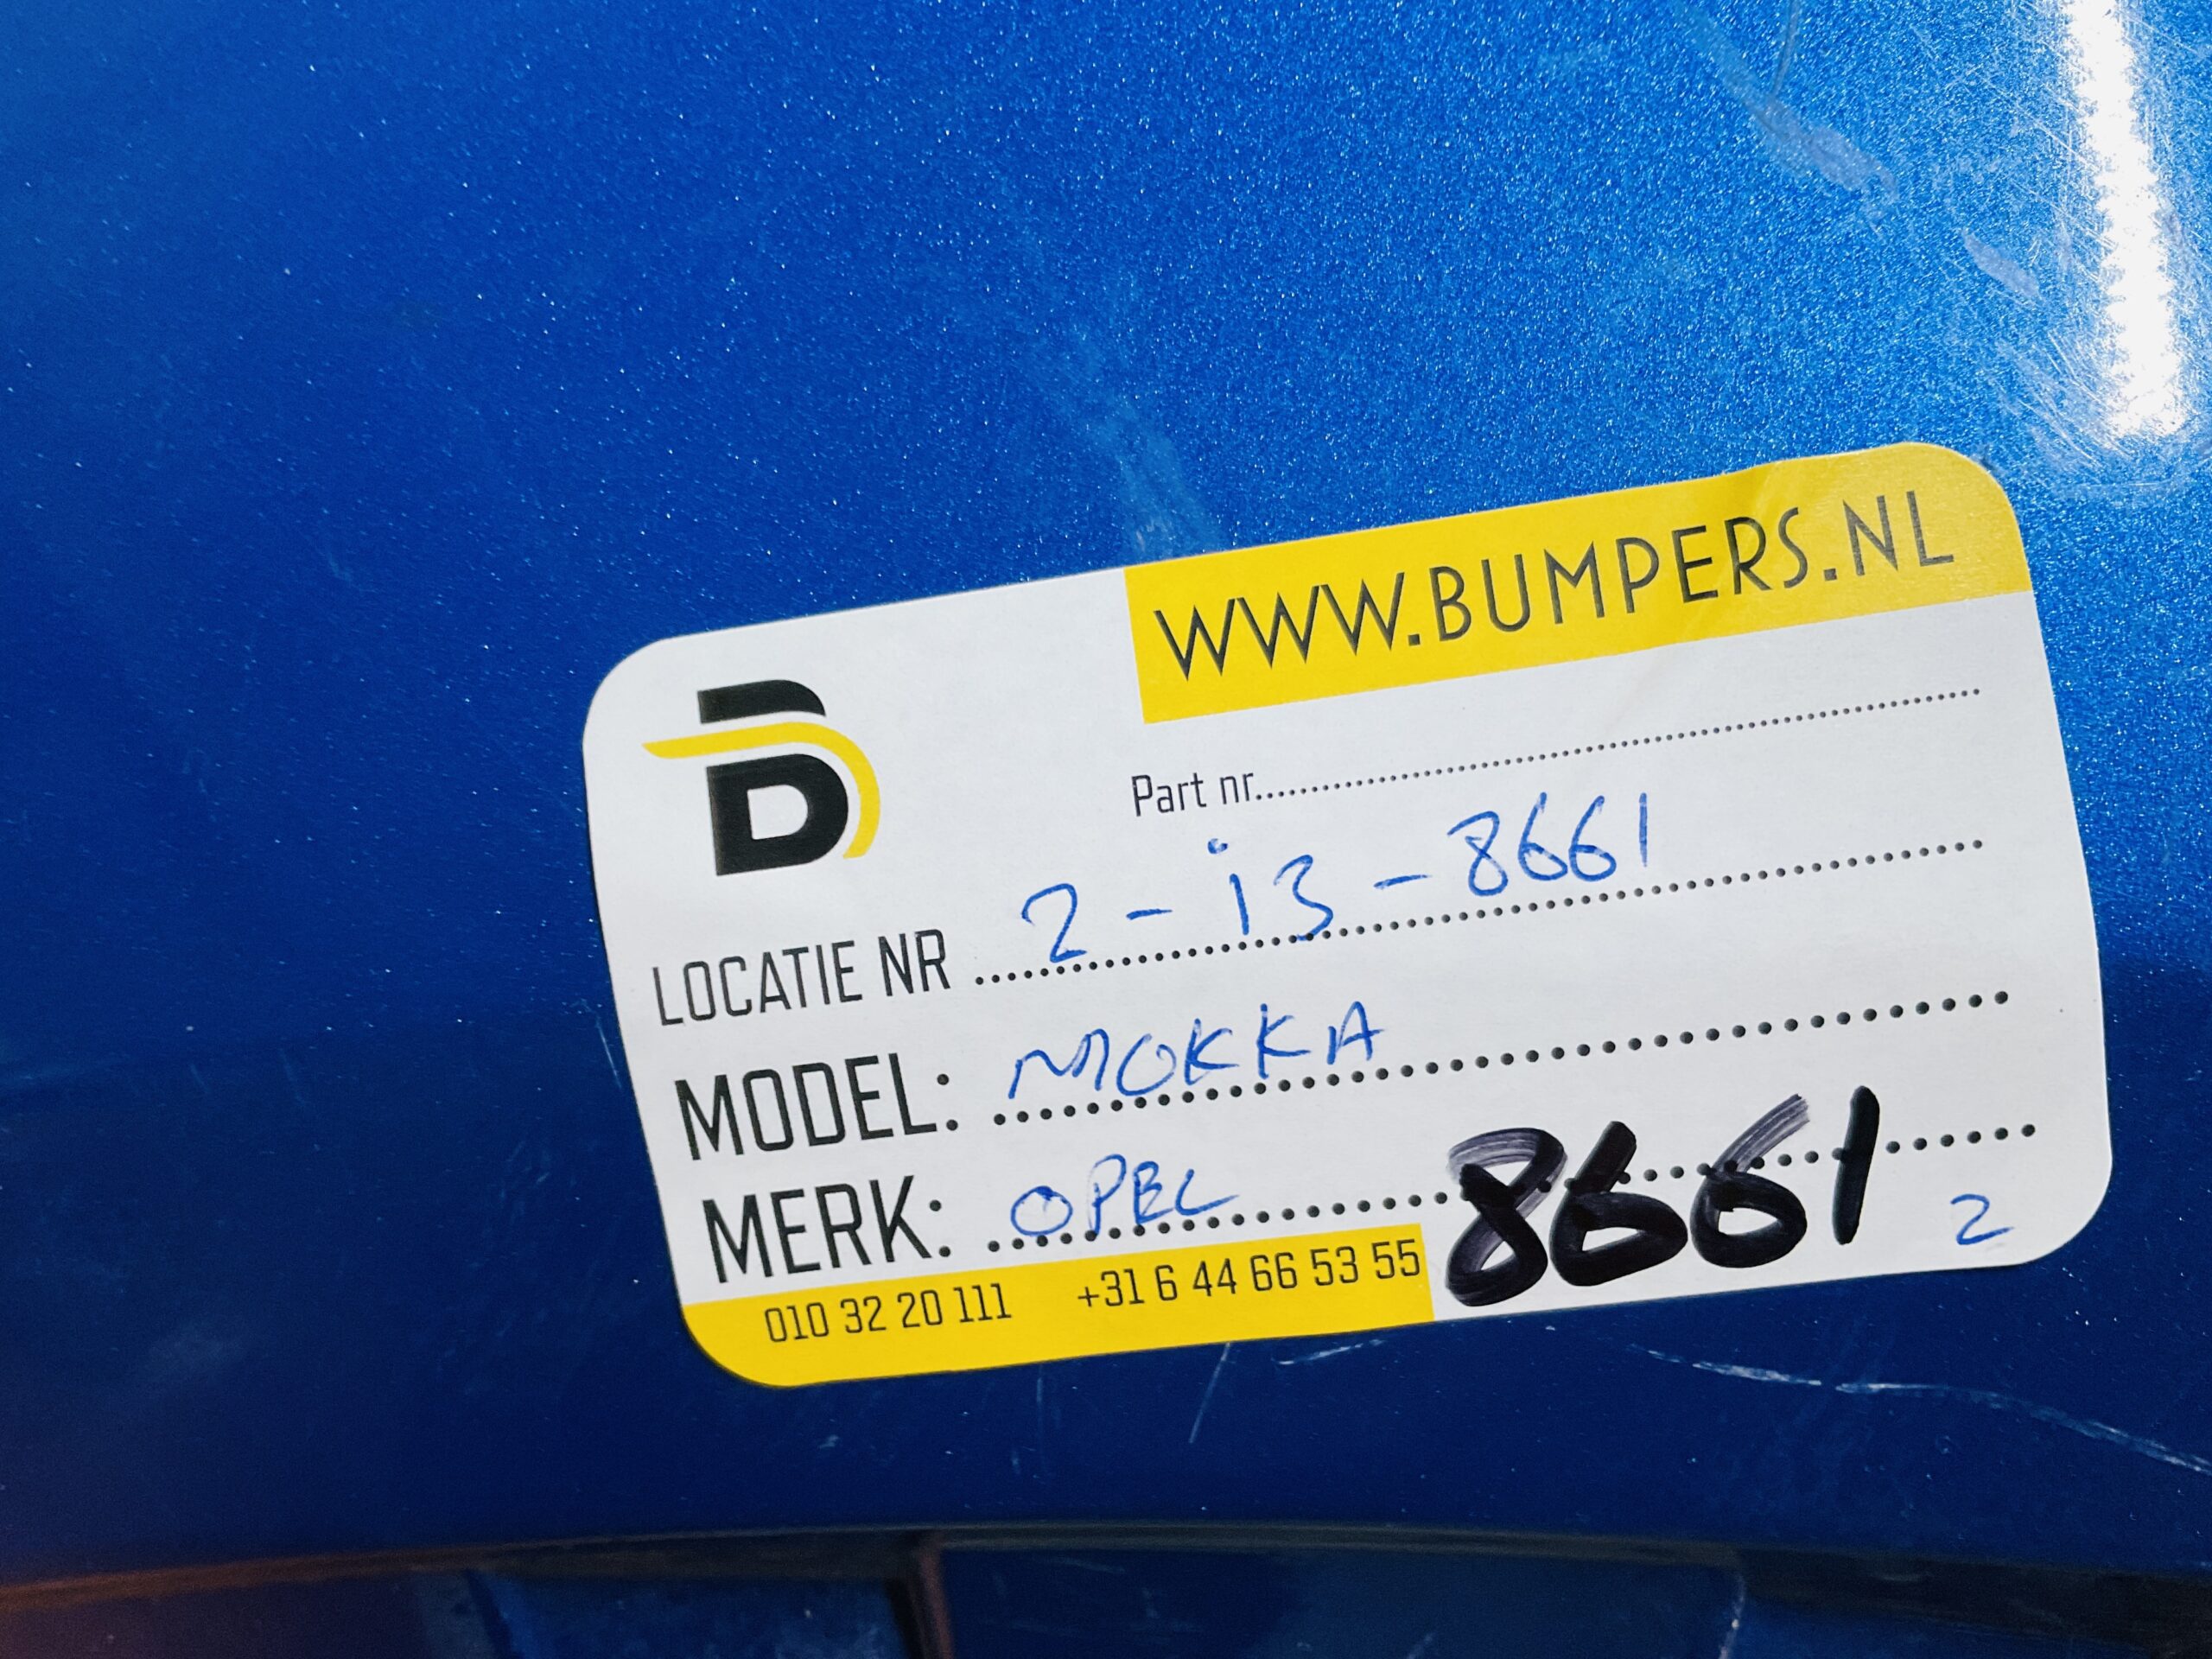 WWW.BUMPERS.NL
B
Part nr..........
LOCATIE NR 2-i3-8661
MODEL: MOKKA
MERK: OPEL
8661 2
010 32 20 111 +31 6 44 66 53 55